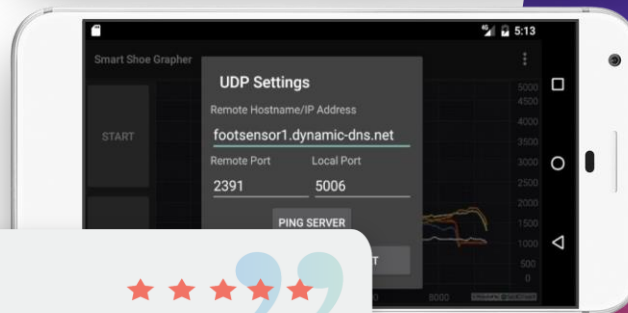 5:13
Smart Shoe Grapher
UDP Settings
Remote Hostname/IP Address
footsensor1.dynamic-dns.net
Remote Port Local Port
2391 5006
PING SERVER
START
T
5000
4500
4000
3500
3000
2500
2000
1500
1000
500
0
8000